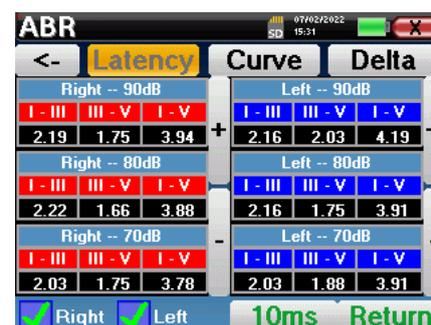 ABR SD 07/02/2022 15:31 X
<- Latency Curve Delta
Right -- 90dB Left -- 90dB
I - III III - V I - V I - III III - V I - V
2.19 1.75 3.94 + 2.16 2.03 4.19
Right -- 80dB Left -- 80dB
I - III III - V I - V I - III III - V I - V
2.22 1.66 3.88 2.16 1.75 3.91
Right -- 70dB Left -- 70dB
I - III III - V I - V - I - III III - V I - V
2.03 1.75 3.78 2.03 1.88 3.91
Right Left 10ms Return